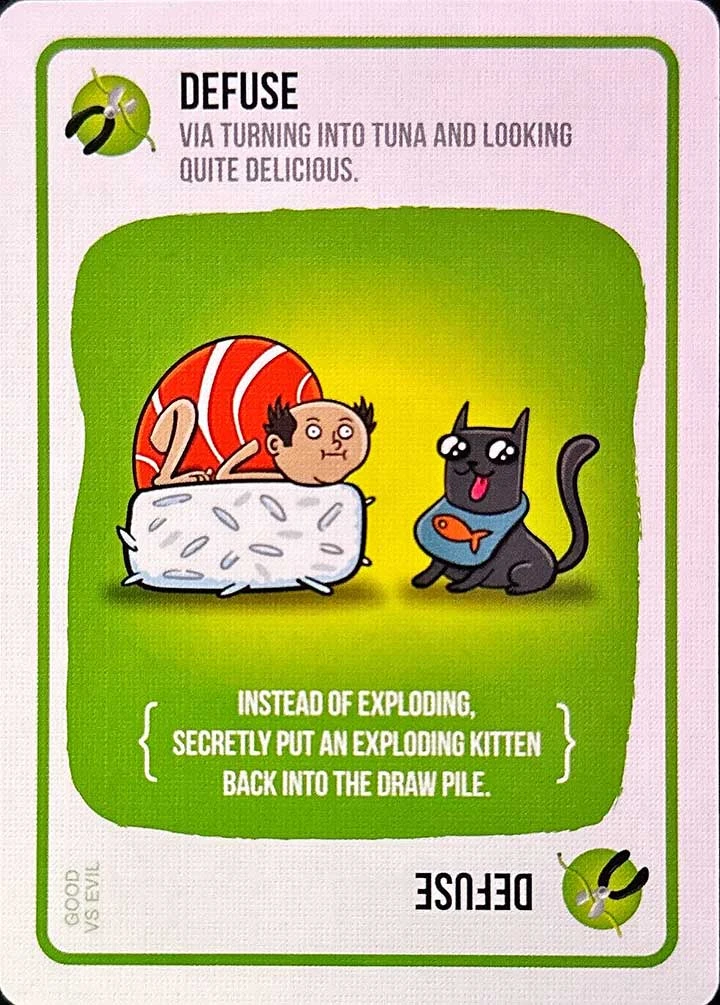 DEFUSE
VIA TURNING INTO TUNA AND LOOKING
QUITE DELICIOUS.
INSTEAD OF EXPLODING,
SECRETLY PUT AN EXPLODING KITTEN
BACK INTO THE DRAW PILE.
GOOD
VS EVIL
DEFUSE